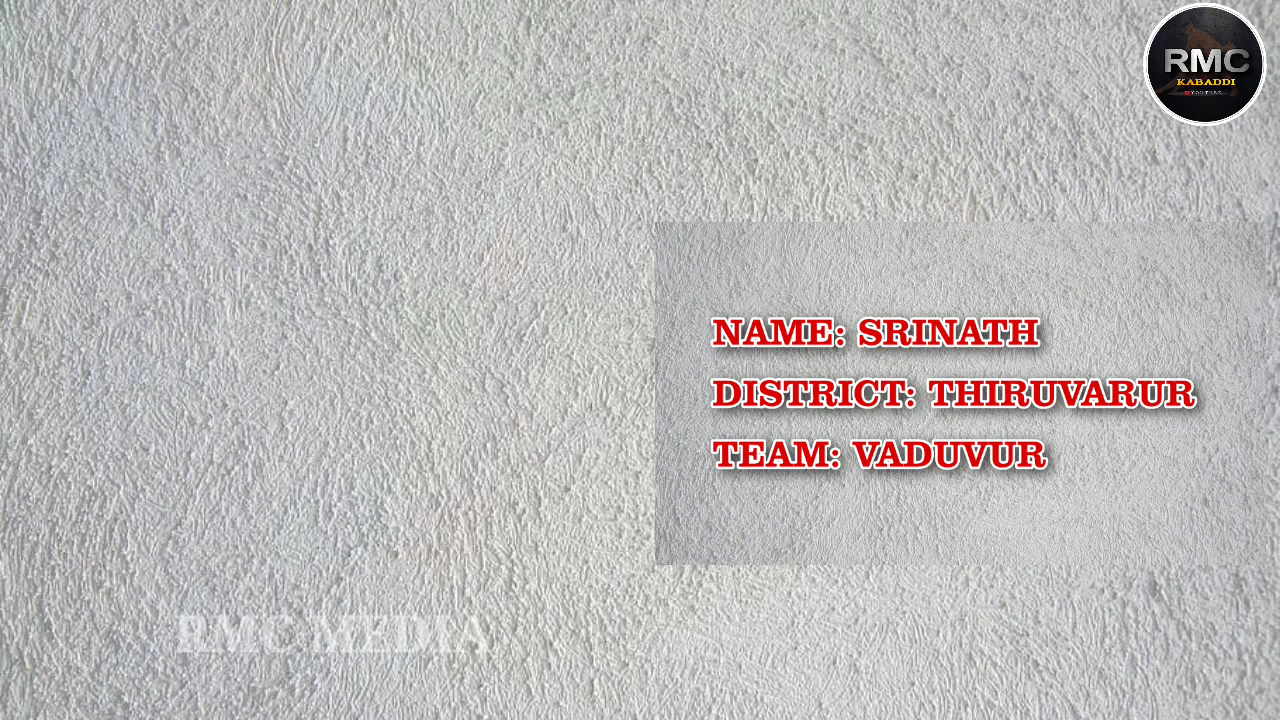 RMC
KABADDI
NAME: SRINATH
DISTRICT: THIRUVARUR
TEAM: VADUVUR
RMC MEDIA